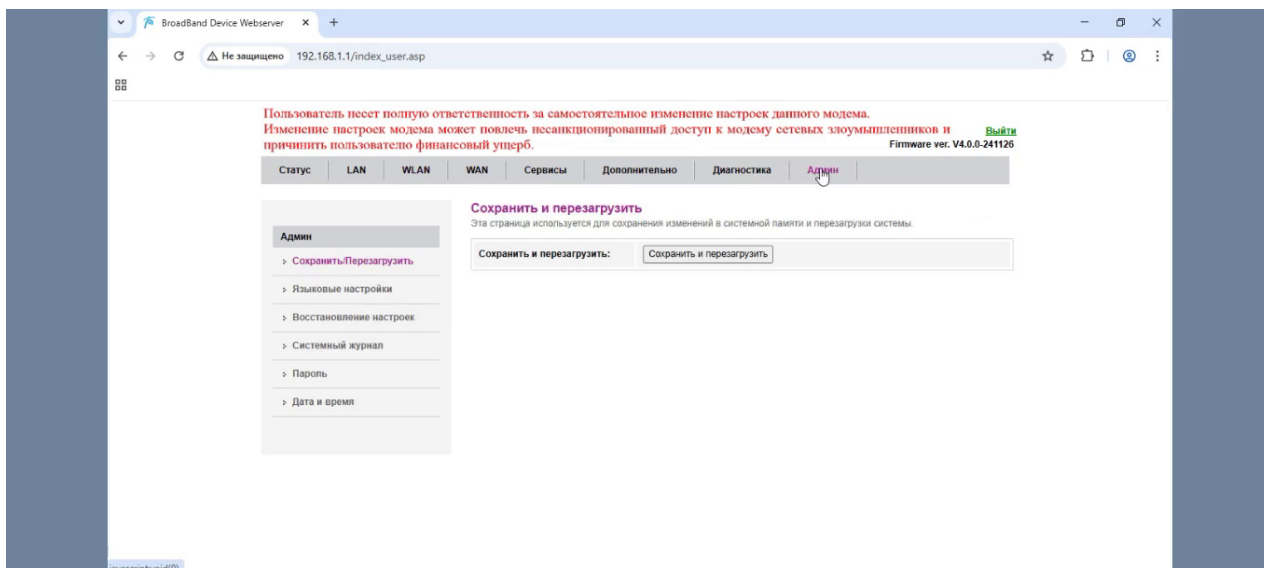 BroadBand Device Webserver
Не защищено 192.168.1.1/index_user.asp
Пользователь несет полную ответственность за самостоятельное изменение настроек данного модема.
Изменение настроек модема может повлечь несанкционированный доступ к модему сетевых злоумышленников и
причинить пользователю финансовый ущерб.
Выйти
Firmware ver. V4.0.0-241126
Статус LAN WLAN WAN Сервисы Дополнительно Диагностика Админ
Сохранить и перезагрузить
Эта страница используется для сохранения изменений в системной памяти и перезагрузки системы.
Админ
Сохранить и перезагрузить: Сохранить и перезагрузить
Сохранить/Перезагрузить
Языковые настройки
Восстановление настроек
Системный журнал
Пароль
Дата и время